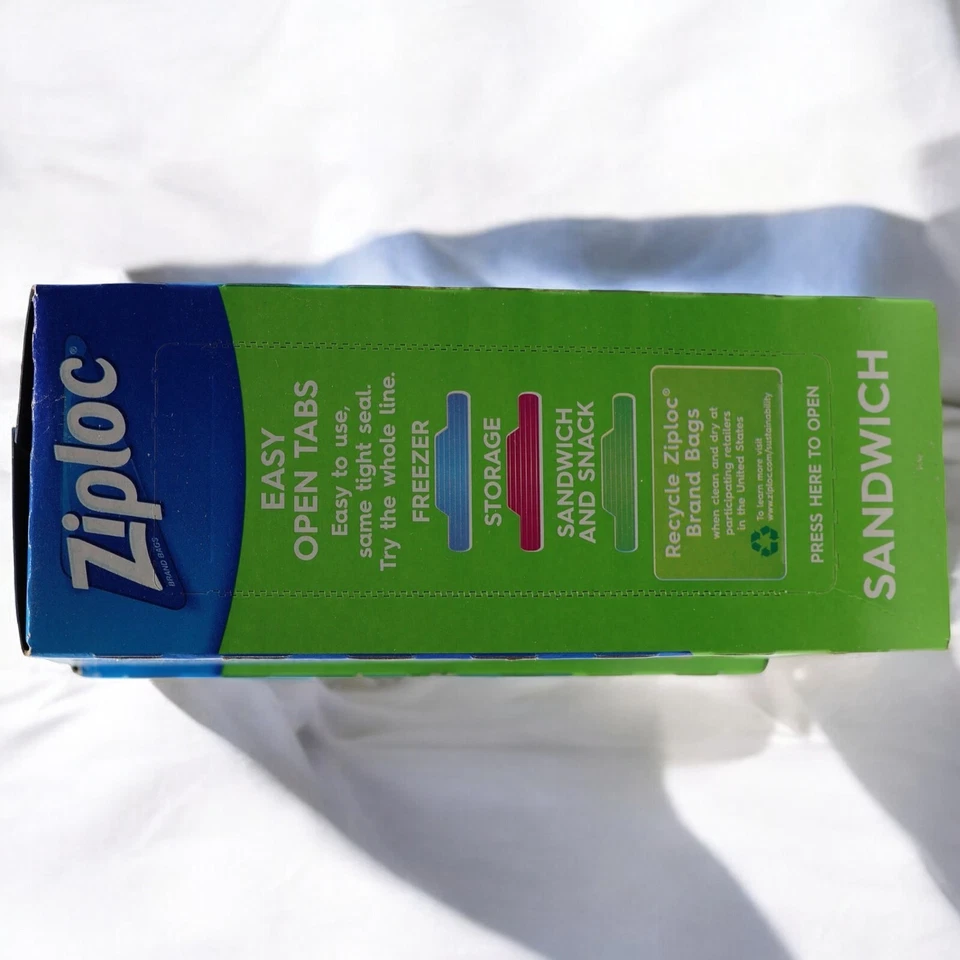 Ziploc®
BRAND BAGS
EASY
OPEN TABS
Easy to use,
same tight seal.
Try the whole line.
FREEZER
STORAGE
SANDWICH
AND SNACK
Recycle Ziploc®
Brand Bags
when clean and dry at
participating retailers
in the United States
To learn more visit
www.ziploc.com/sustainability
PRESS HERE TO OPEN
SANDWICH